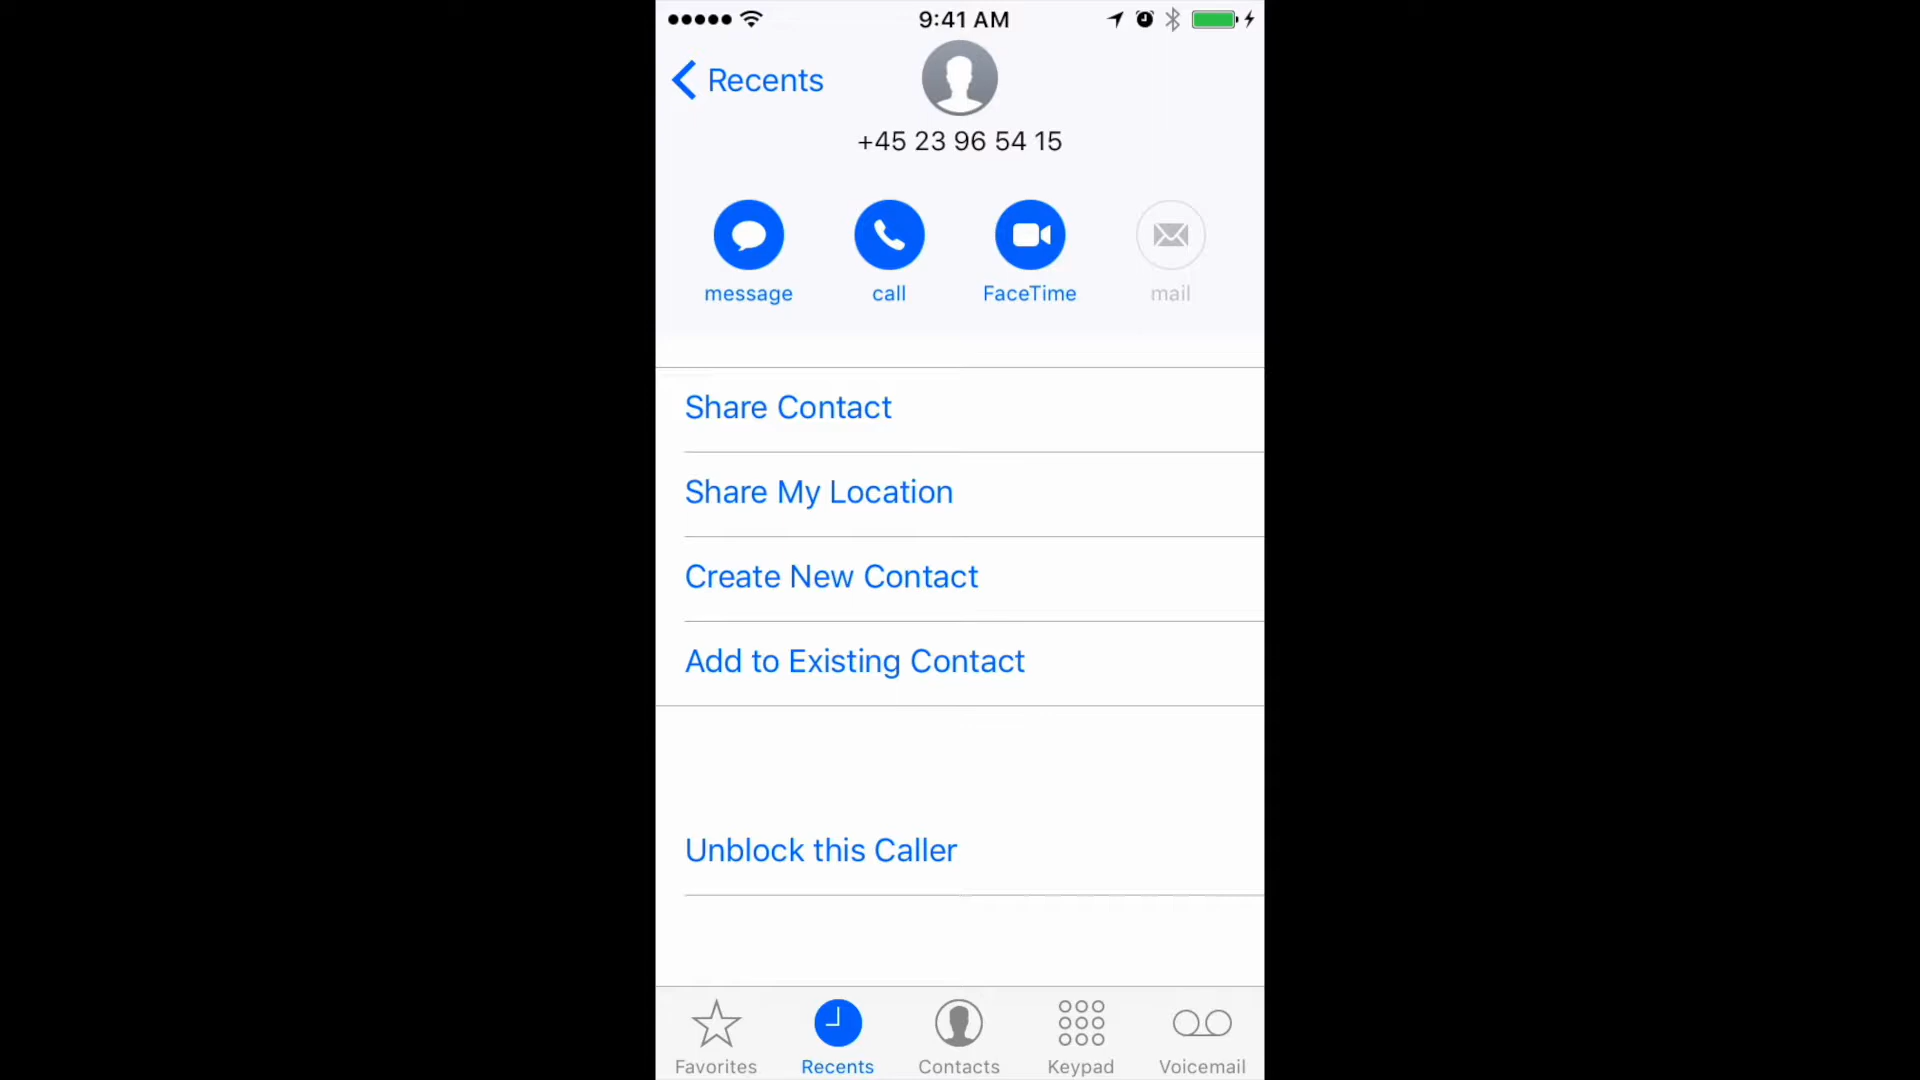 9:41 AM
Recents
+45 23 96 54 15
message call FaceTime mail
Share Contact
Share My Location
Create New Contact
Add to Existing Contact
Unblock this Caller
Favorites Recents Contacts Keypad Voicemail